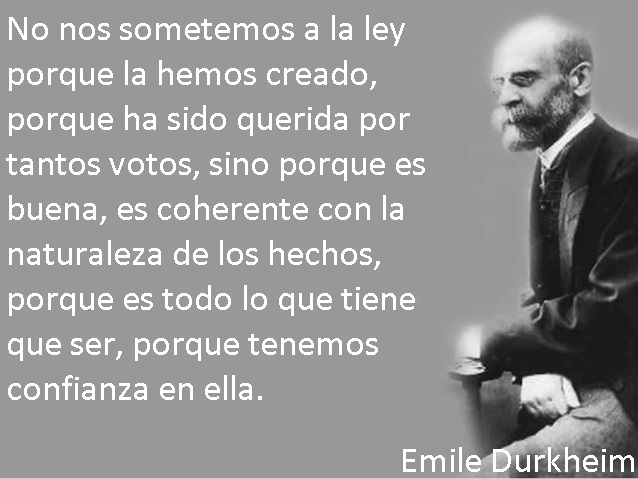 No nos sometemos a la ley
porque la hemos creado,
porque ha sido querida por
tantos votos, sino porque es
buena, es coherente con la
naturaleza de los hechos,
porque es todo lo que tiene
que ser, porque tenemos
confianza en ella.
Emile Durkheim